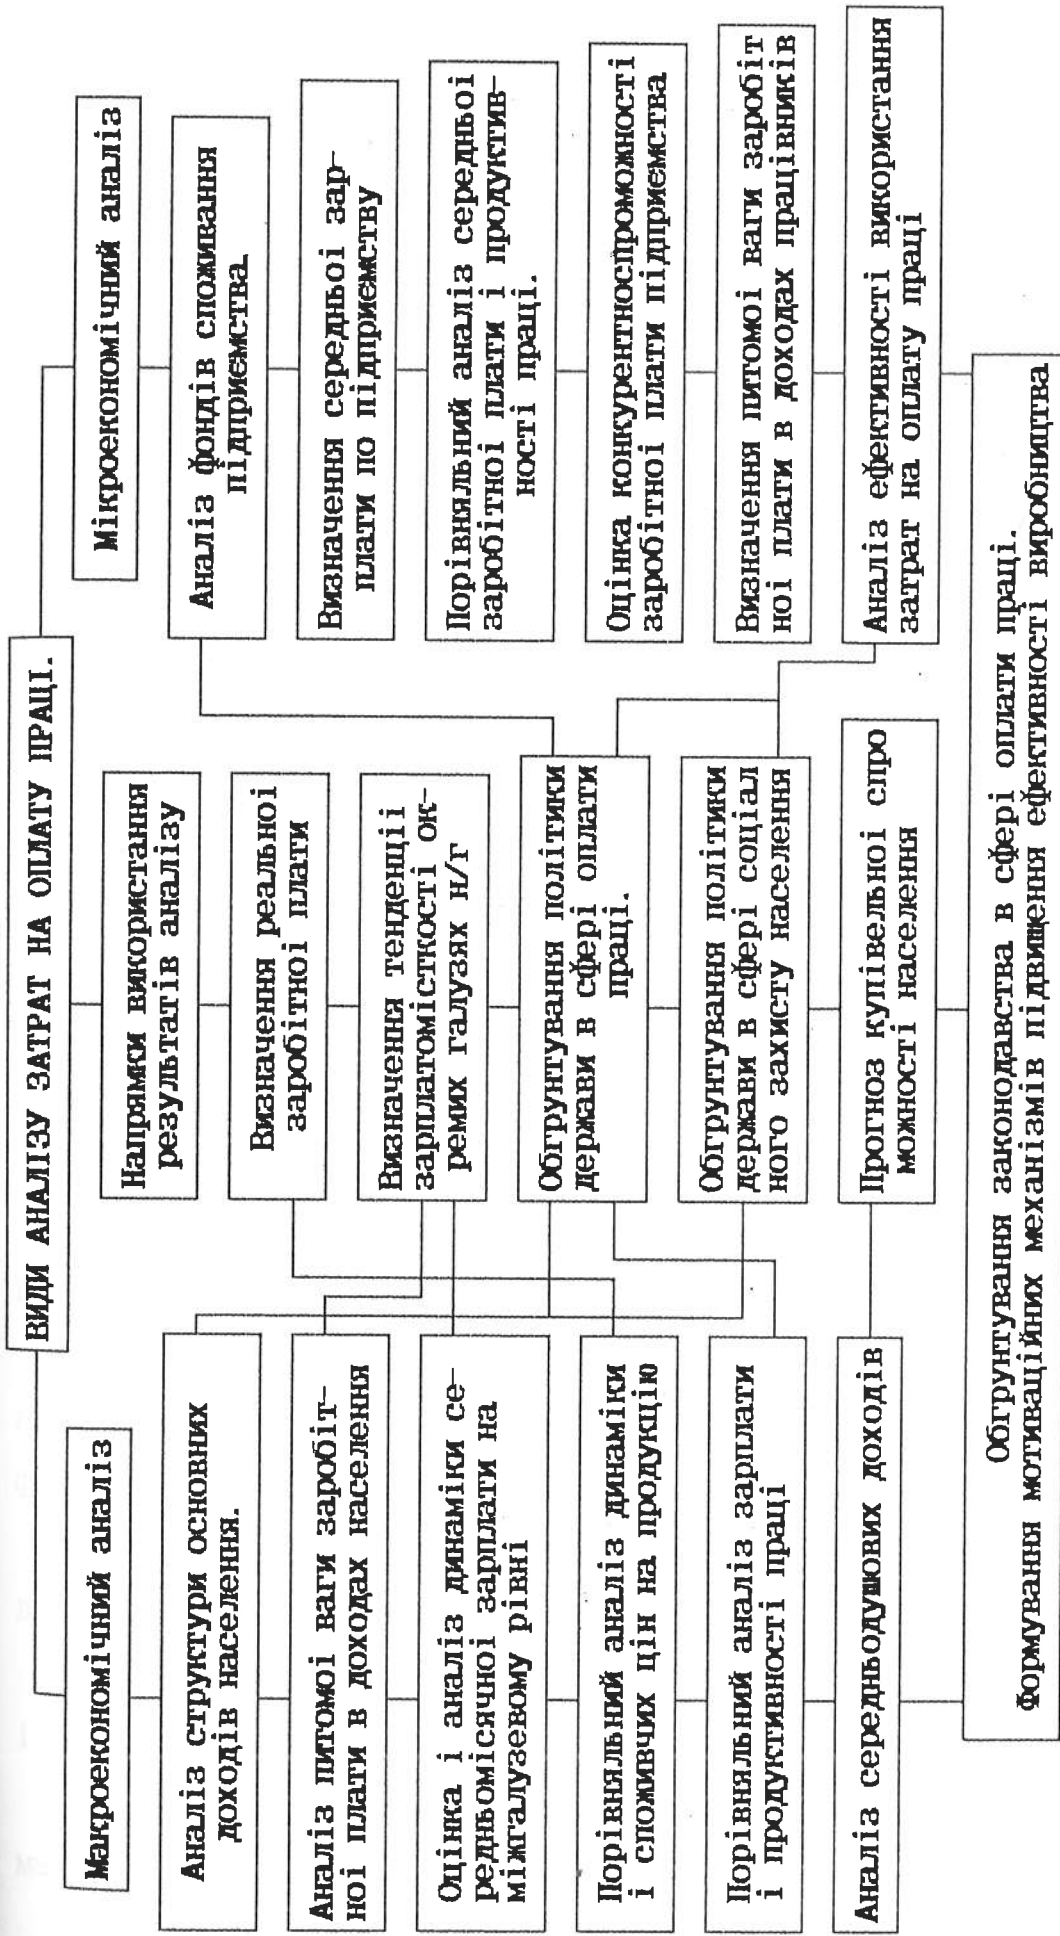 ВИДИ АНАЛІЗУ ЗАТРАТ НА ОПЛАТУ ПРАЦІ.
Макроекономічний аналіз
Аналіз структури основних
доходів населення.
Аналіз питомої ваги заробіт-
ної плати в доходах населення
Оцінка і аналіз динаміки се-
редньомісячної зарплати на
міжгалузевому рівні
Порівняльний аналіз динаміки
і споживчих цін на продукцію
Порівняльний аналіз зарплати
і продуктивності праці
Аналіз середньодушових доходів
Напрямки використання
результатів аналізу
Визначення реальної
заробітної плати
Визначення тенденції
зарплатомісткості ок-
ремих галузях н/г
Обгрунтування політики
держави в сфері оплати
праці.
Обгрунтування політики
держави в сфері соціал
ного захисту населення
Прогноз купівельної спро
можності населення
Мікроекономічний аналіз
Аналіз фондів споживання
підприємства
Визначення середньої зар-
плати по підприємству
Порівняльний аналіз середньої
заробітної плати і продуктив-
ності праці.
Оцінка конкурентноспроможності
заробітної плати підприємства
Визначення питомої ваги заробіт
ної плати в доходах працівників
Аналіз ефективності використання
затрат на оплату праці
Обгрунтування законодавства в сфері оплати праці.
Формування мотиваційних механізмів підвищення ефективності виробництва